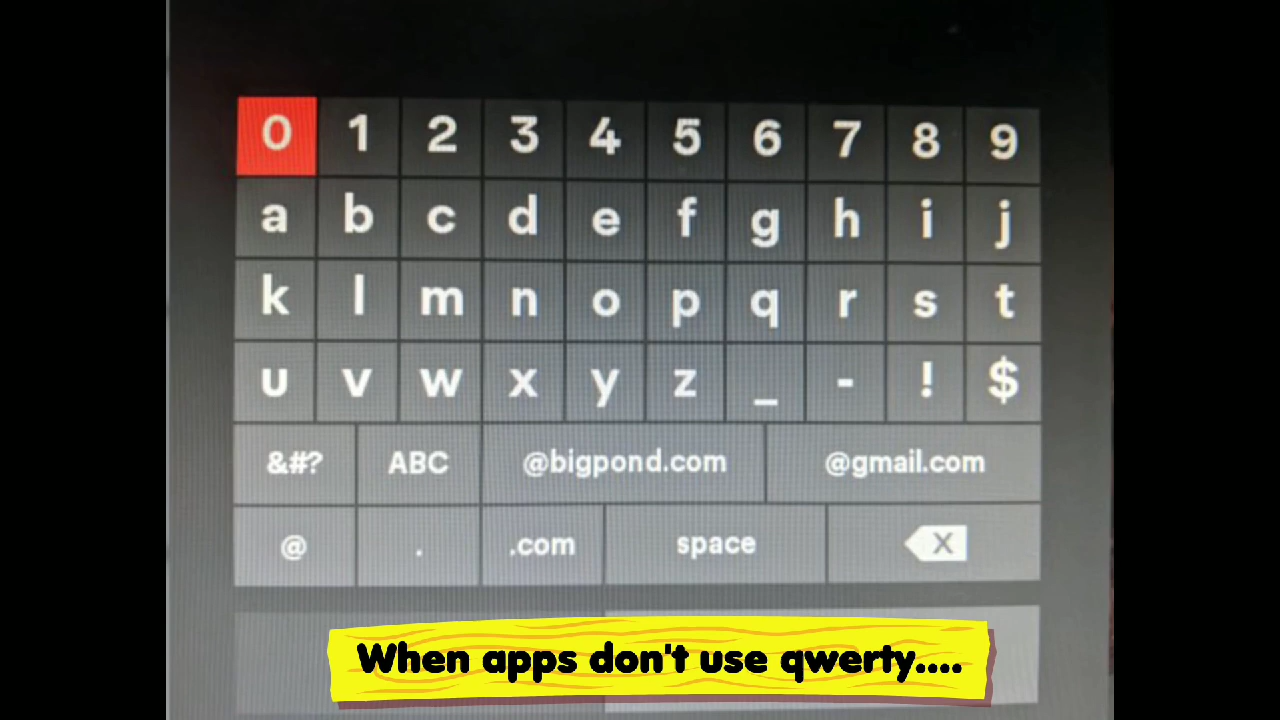 0 1 2 3 4 5 6 7 8 9
a b c d e f g h i j
k l m n o p q r s t
u v w x y z _ - ! $
&#? ABC @bigpond.com @gmail.com
@ . .com space X
When apps don't use qwerty....